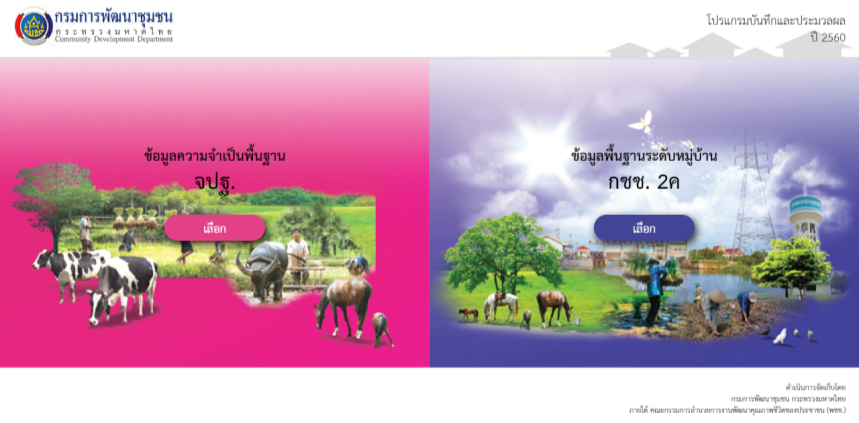 กรมการพัฒนาชุมชน
กระทรวงมหาดไทย
Community Development Department
โปรแกรมบันทึกและประมวลผล
ปี 2560
ข้อมูลความจำเป็นพื้นฐาน
จปฐ.
เลือก
ข้อมูลพื้นฐานระดับหมู่บ้าน
กชช. 2ค
เลือก
ดำเนินการจัดเก็บโดย
กรมการพัฒนาชุมชน กระทรวงมหาดไทย
ภายใต้ คณะกรรมการอำนวยการงานพัฒนาคุณภาพชีวิตของประชาชน (พชช.)